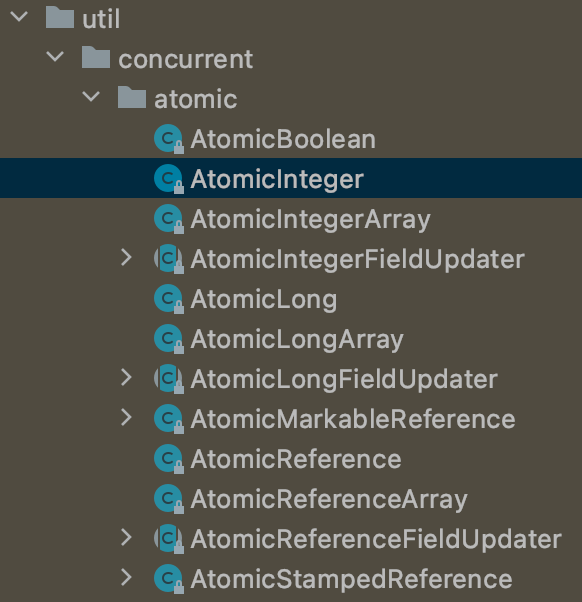 util
concurrent
atomic
AtomicBoolean
AtomicInteger
AtomicIntegerArray
AtomicIntegerFieldUpdater
AtomicLong
AtomicLongArray
AtomicLongFieldUpdater
AtomicMarkableReference
AtomicReference
AtomicReferenceArray
AtomicReferenceFieldUpdater
AtomicStampedReference